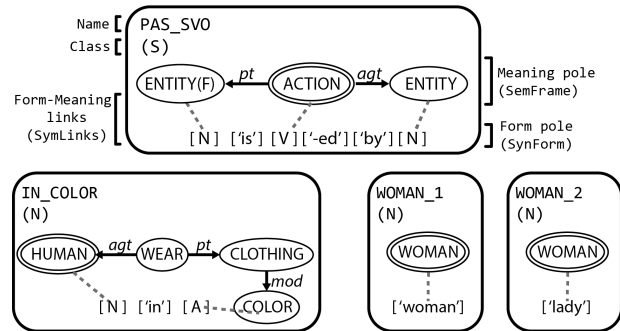 Name
PAS_SVO
Class
(S)
ENTITY(F)
pt
ACTION
agt
ENTITY
Meaning pole
(SemFrame)
Form-Meaning
links
(SymLinks)
[N] ['is'] [V] ['-ed'] ['by'] [N]
Form pole
(SynForm)
IN_COLOR
(N)
HUMAN
agt
WEAR
pt
CLOTHING
mod
[N] ['in'] [A]
COLOR
WOMAN_1
(N)
WOMAN
['woman']
WOMAN_2
(N)
WOMAN
['lady']